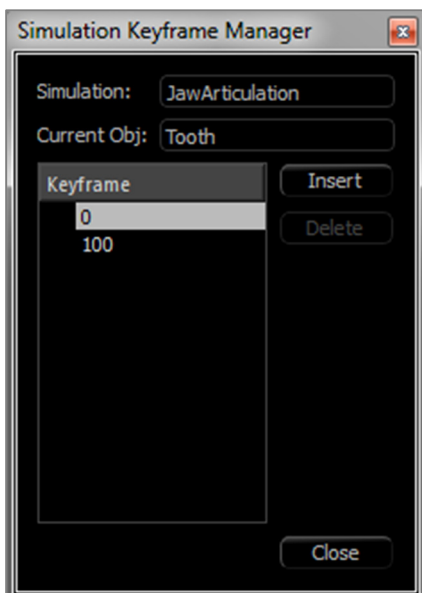 Simulation Keyframe Manager
Simulation: JawArticulation
Current Obj: Tooth
Keyframe Insert
0
Delete
100
Close